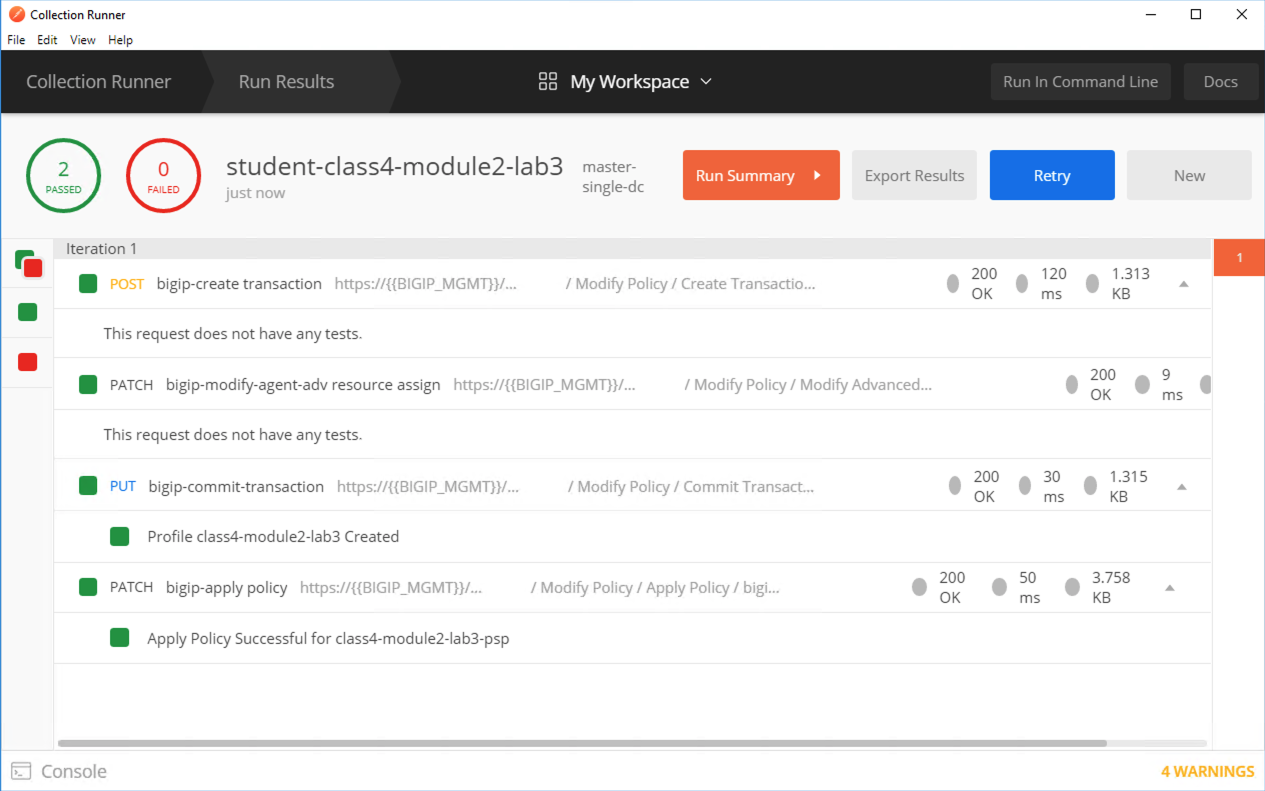 Collection Runner
File Edit View Help
Collection Runner Run Results My Workspace Run In Command Line Docs
2 PASSED
0 FAILED
student-class4-module2-lab3
just now
master-
single-dc
Run Summary Export Results Retry New
Iteration 1
1
POST bigip-create transaction https://{{BIGIP_MGMT}}/... / Modify Policy / Create Transactio... 200 OK 120 ms 1.313 KB
This request does not have any tests.
PATCH bigip-modify-agent-adv resource assign https://{{BIGIP_MGMT}}/... / Modify Policy / Modify Advanced... 200 OK 9 ms
This request does not have any tests.
PUT bigip-commit-transaction https://{{BIGIP_MGMT}}/... / Modify Policy / Commit Transact... 200 OK 30 ms 1.315 KB
Profile class4-module2-lab3 Created
PATCH bigip-apply policy https://{{BIGIP_MGMT}}/... / Modify Policy / Apply Policy / bigi... 200 OK 50 ms 3.758 KB
Apply Policy Successful for class4-module2-lab3-psp
Console 4 WARNINGS